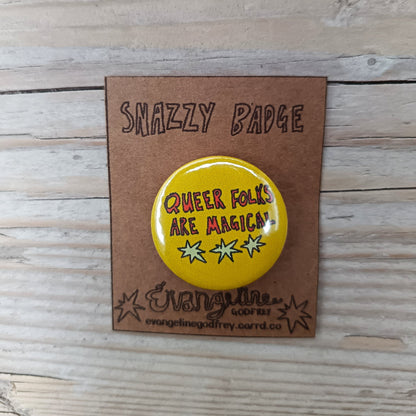 SNAZZY BADGE
QUEER FOLKS
ARE MAGICAL
Evangeline
GODFREY
evangelinegodfrey.carrd.co